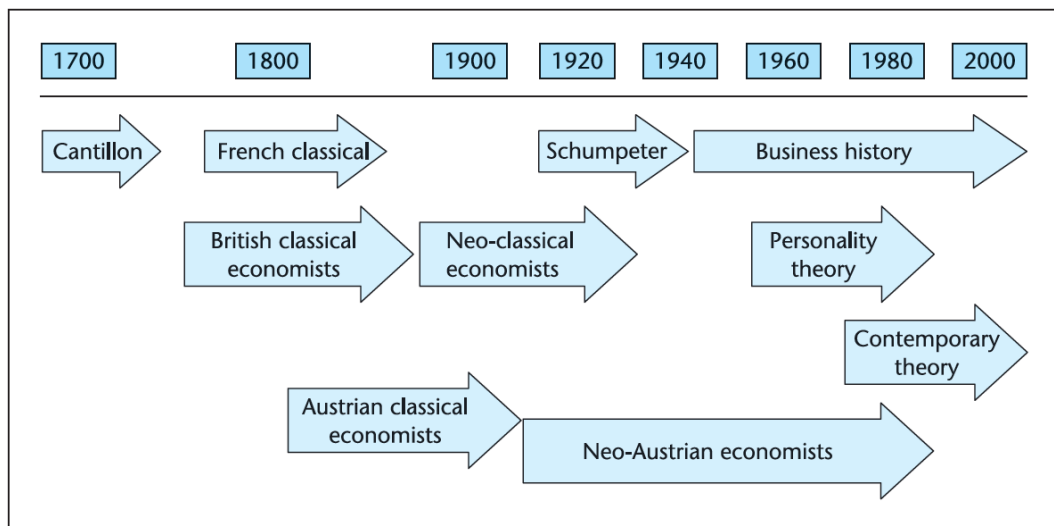 1700
1800
1900
1920
1940
1960
1980
2000
Cantillon
French classical
Schumpeter
Business history
British classical
economists
Neo-classical
economists
Personality
theory
Contemporary
theory
Austrian classical
economists
Neo-Austrian economists